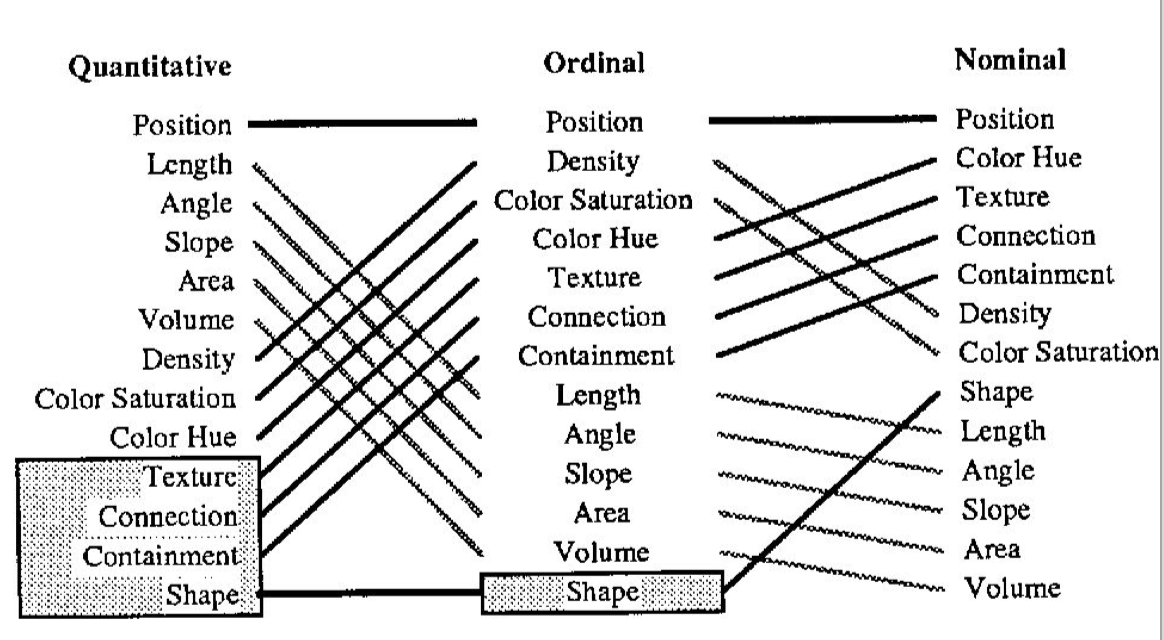 Quantitative
Position
Length
Angle
Slope
Area
Volume
Density
Color Saturation
Color Hue
Texture
Connection
Containment
Shape
Ordinal
Position
Density
Color Saturation
Color Hue
Texture
Connection
Containment
Length
Angle
Slope
Area
Volume
Shape
Nominal
Position
Color Hue
Texture
Connection
Containment
Density
Color Saturation
Shape
Length
Angle
Slope
Area
Volume